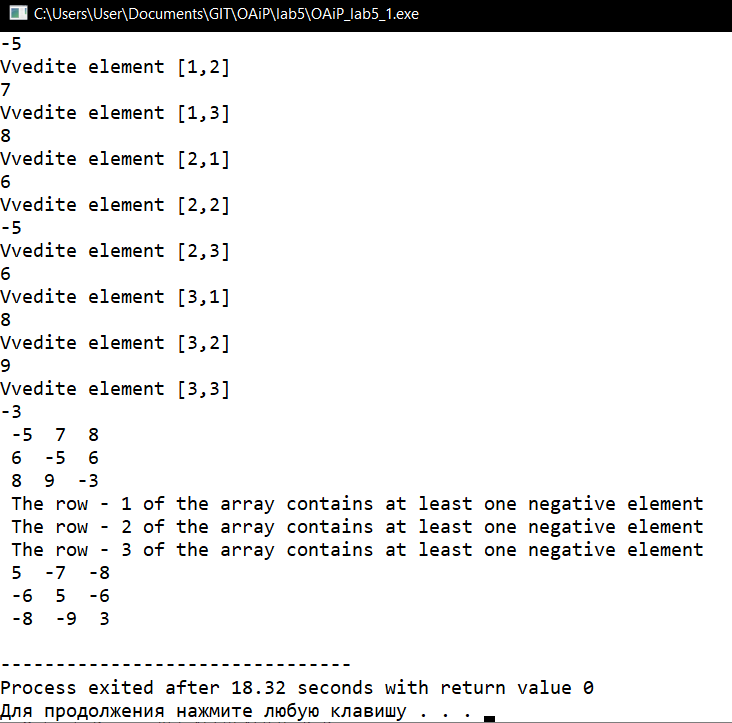 C:\Users\User\Documents\GIT\OAiP\lab5\OAiP_lab5_1.exe
-5
Vvedite element [1,2]
7
Vvedite element [1,3]
8
Vvedite element [2,1]
6
Vvedite element [2,2]
-5
Vvedite element [2,3]
6
Vvedite element [3,1]
8
Vvedite element [3,2]
9
Vvedite element [3,3]
-3
-5 7 8
6 -5 6
8 9 -3
The row - 1 of the array contains at least one negative element
The row - 2 of the array contains at least one negative element
The row - 3 of the array contains at least one negative element
5 -7 -8
-6 5 -6
-8 -9 3
--------------------------------
Process exited after 18.32 seconds with return value 0
Для продолжения нажмите любую клавишу . . .